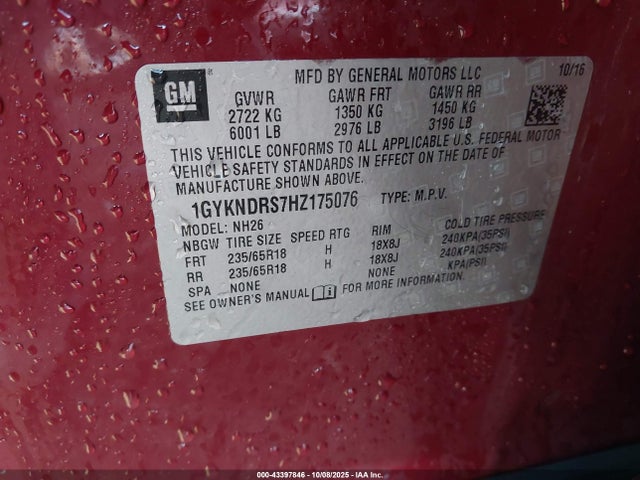 GM ® MFD BY GENERAL MOTORS LLC 10/16
GVWR GAWR FRT GAWR RR
2722 KG 1350 KG 1450 KG
6001 LB 2976 LB 3196 LB
THIS VEHICLE CONFORMS TO ALL APPLICABLE U.S. FEDERAL MOTOR
VEHICLE SAFETY STANDARDS IN EFFECT ON THE DATE OF
MANUFACTURE SHOWN ABOVE.
1GYKNDRS7HZ175076 TYPE: M.P.V.
MODEL: NH26
NBGW TIRE SIZE SPEED RTG RIM COLD TIRE PRESSURE
FRT 235/65R18 H 18X8J 240KPA(35PSI)
RR 235/65R18 H 18X8J 240KPA(35PSI)
SPA NONE NONE KPA(PSI)
SEE OWNER'S MANUAL FOR MORE INFORMATION.
000-43397846 - 10/08/2025 - IAA Inc.